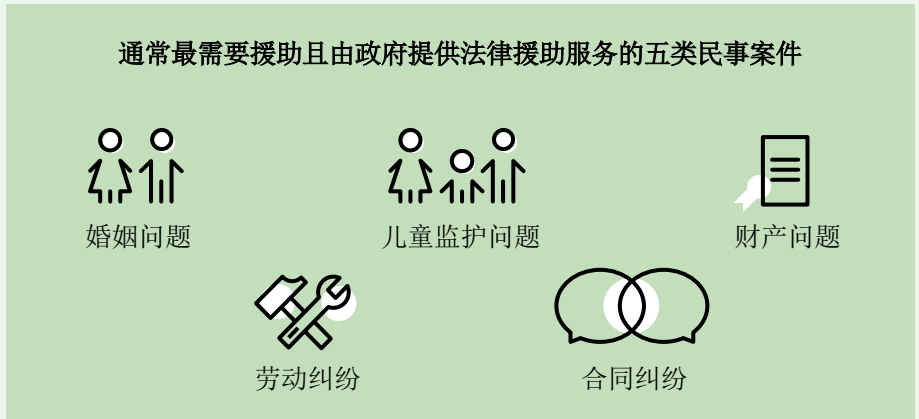 通常最需要援助且由政府提供法律援助服务的五类民事案件
婚姻问题
儿童监护问题
财产问题
劳动纠纷
合同纠纷